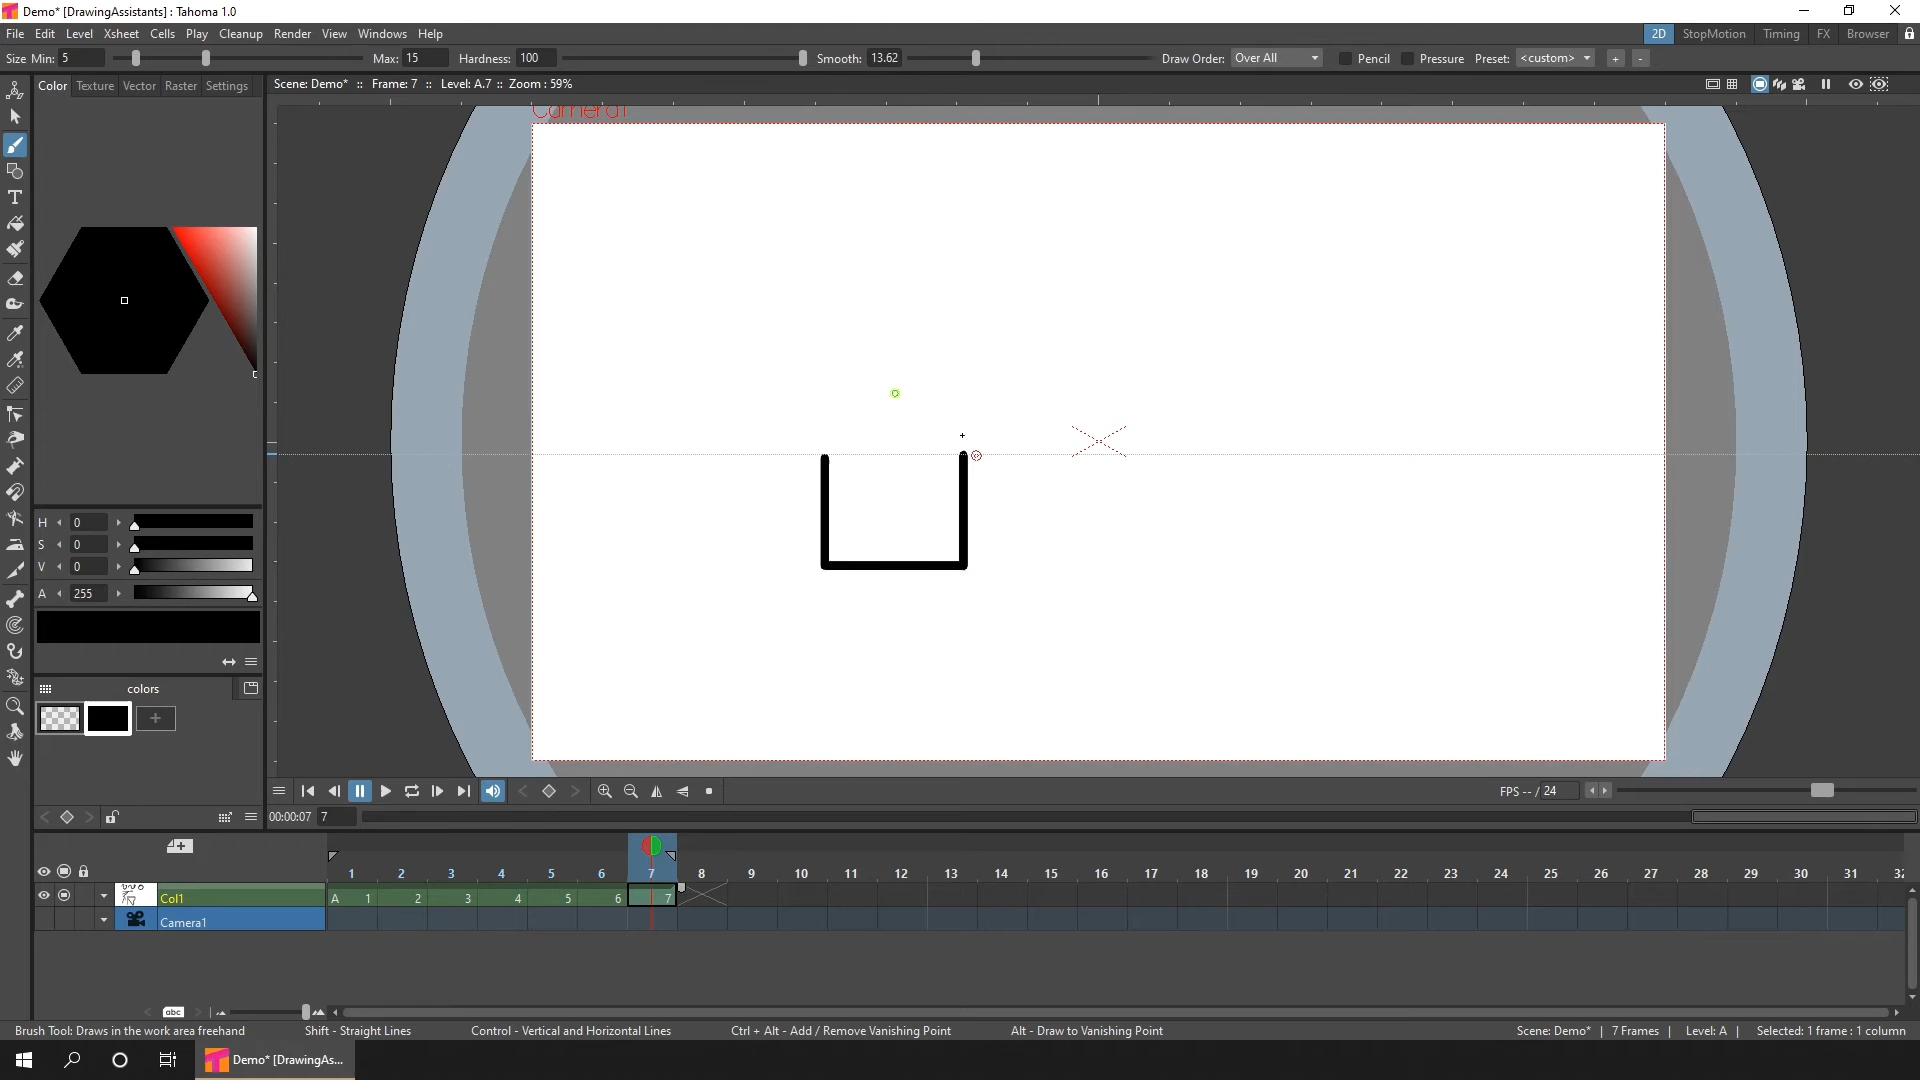 Demo* [DrawingAssistants] : Tahoma 1.0
File Edit Level Xsheet Cells Play Cleanup Render View Windows Help
2D StopMotion Timing FX Browser
Size Min: 5 Max: 15 Hardness: 100 Smooth: 13.62 Draw Order: Over All Pencil Pressure Preset: <custom> + -
Color Texture Vector Raster Settings
Scene: Demo* :: Frame: 7 :: Level: A.7 :: Zoom : 59%
Camera1
H 0
S 0
V 0
A 255
colors
+
FPS -- / 24
00:00:07 7
1 2 3 4 5 6 7 8 9 10 11 12 13 14 15 16 17 18 19 20 21 22 23 24 25 26 27 28 29 30 31 32
Col1 A 1 2 3 4 5 6 7
Camera1
abc
Brush Tool: Draws in the work area freehand Shift - Straight Lines Control - Vertical and Horizontal Lines Ctrl + Alt - Add / Remove Vanishing Point Alt - Draw to Vanishing Point Scene: Demo* | 7 Frames | Level: A | Selected: 1 frame : 1 column
Demo* [DrawingAs...